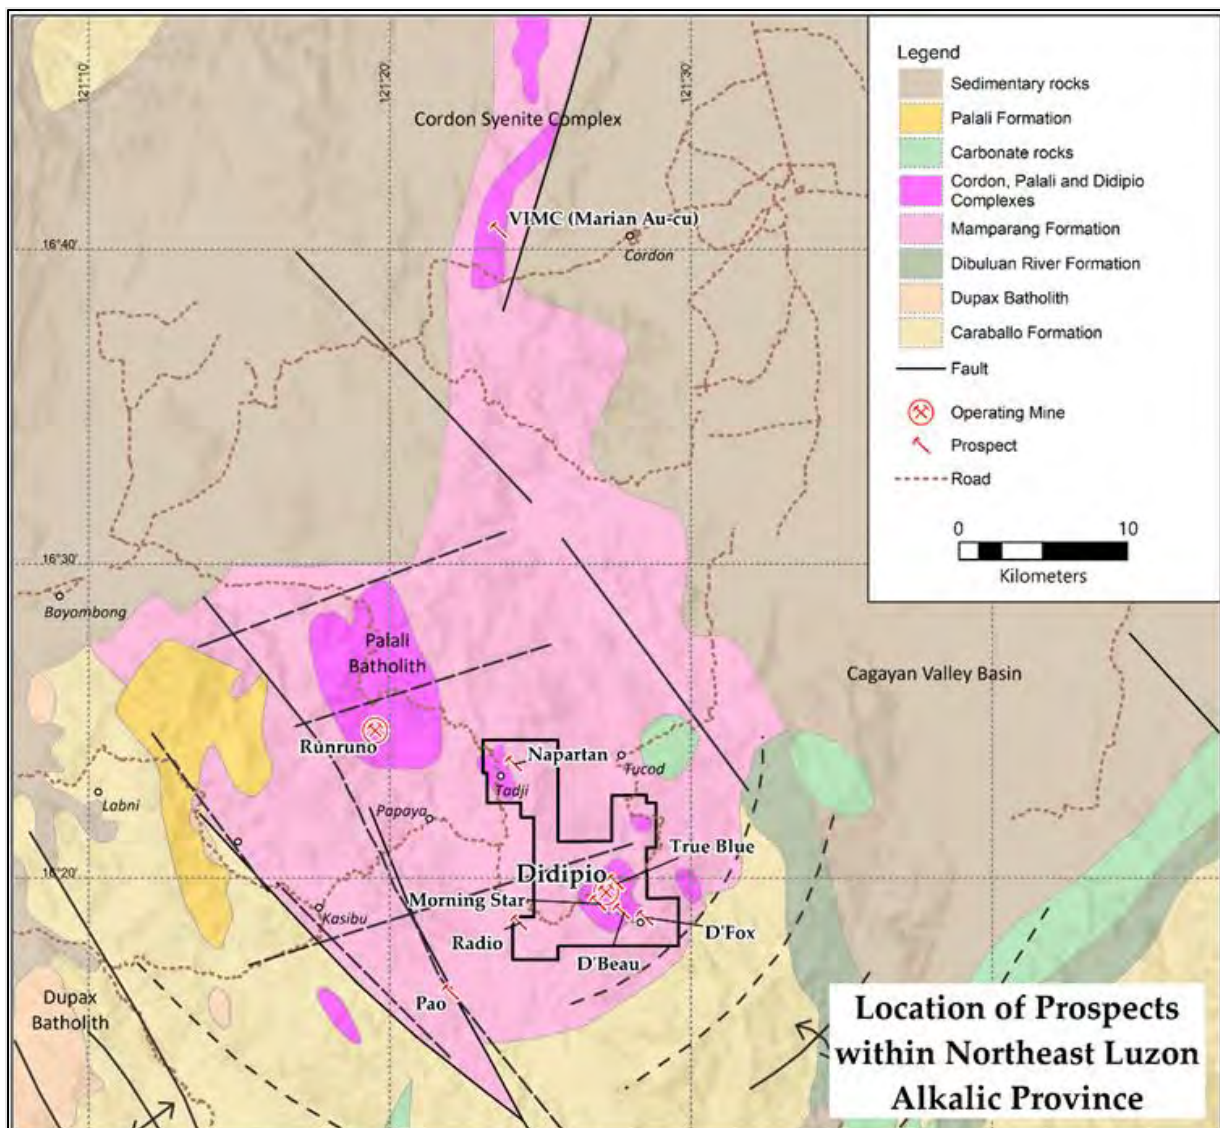 121°10'
121°20'
121°30'
Legend
Sedimentary rocks
Palali Formation
Carbonate rocks
Cordon, Palali and Didipio
Complexes
Mamparang Formation
Dibuluan River Formation
Dupax Batholith
Caraballo Formation
Fault
Operating Mine
Prospect
Road
0 10
Kilometers
Cordon Syenite Complex
VIMC (Marian Au-cu)
16°40'
Cordon
16°30'
Bayombong
Palali
Batholith
Cagayan Valley Basin
Runruno
Napartan
Tucod
Tadji
Labni
Papaya
True Blue
16°20'
Didipio
Morning Star
Kasibu
Radio
D'Fox
D'Beau
Pao
Dupax
Batholith
Location of Prospects
within Northeast Luzon
Alkalic Province